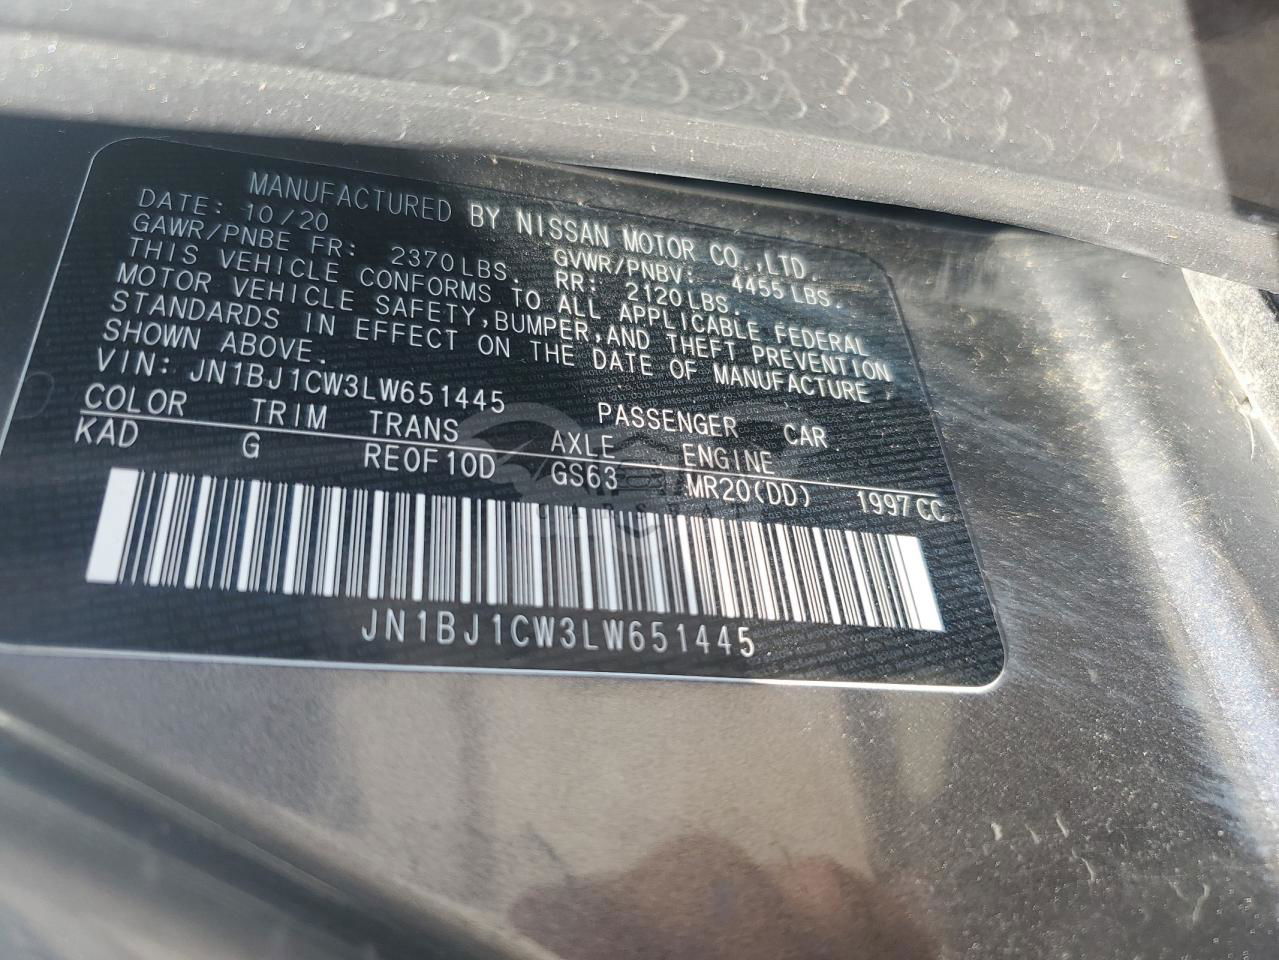 MANUFACTURED BY NISSAN MOTOR CO.,LTD.
DATE: 10/20 GVWR/PNBV: 4455 LBS.
GAWR/PNBE FR: 2370LBS. RR: 2120LBS.
THIS VEHICLE CONFORMS TO ALL APPLICABLE FEDERAL
MOTOR VEHICLE SAFETY,BUMPER,AND THEFT PREVENTION
STANDARDS IN EFFECT ON THE DATE OF MANUFACTURE
SHOWN ABOVE.
VIN: JN1BJ1CW3LW651445 PASSENGER CAR
COLOR TRIM TRANS AXLE ENGINE
KAD G RE0F10D GS63 MR20(DD) 1997CC
JN1BJ1CW3LW651445